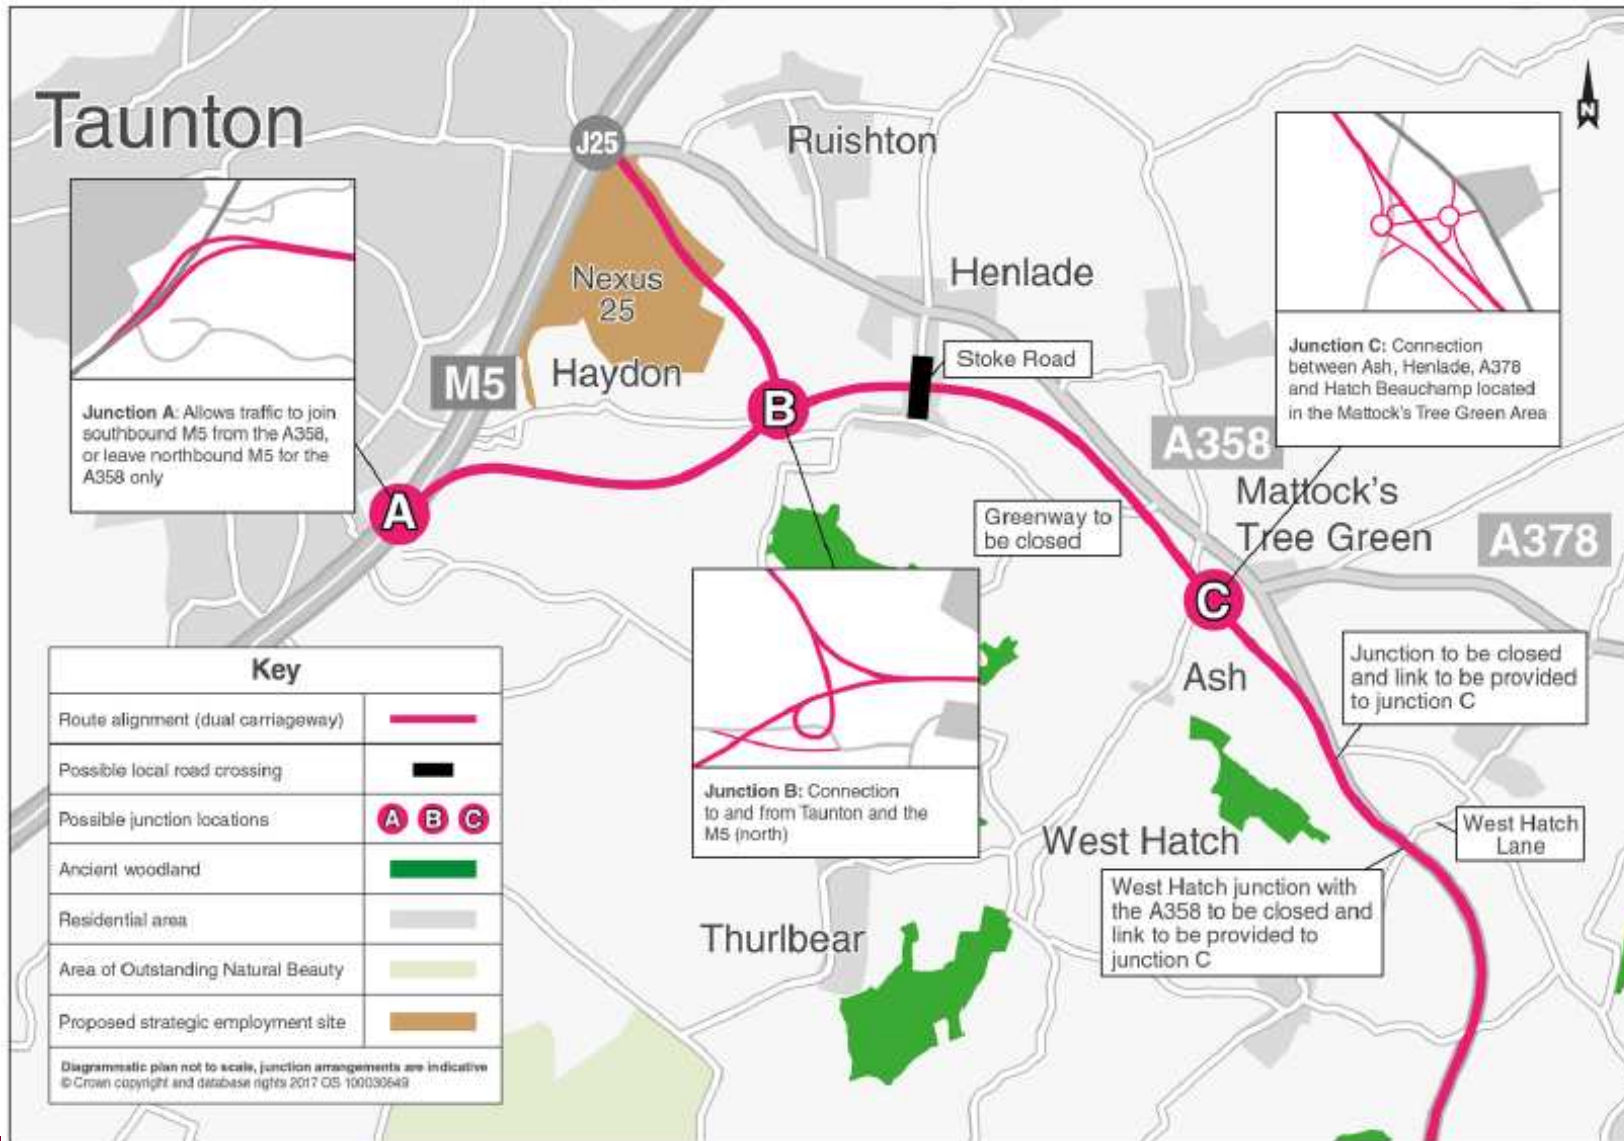 Taunton
J25
Ruishton
N
Henlade
Nexus
25
Haydon
M5
Stoke Road
B
A
C
A358
Mattock's
Tree Green
A378
Greenway to
be closed
Ash
West Hatch
Thurlbear
Junction A: Allows traffic to join
southbound M5 from the A358,
or leave northbound M5 for the
A358 only
Junction C: Connection
between Ash, Henlade, A378
and Hatch Beauchamp located
in the Mattock's Tree Green Area
Junction B: Connection
to and from Taunton and the
M5 (north)
Junction to be closed
and link to be provided
to junction C
West Hatch
Lane
West Hatch junction with
the A358 to be closed and
link to be provided to
junction C
Key
Route alignment (dual carriageway)
Possible local road crossing
Possible junction locations A B C
Ancient woodland
Residential area
Area of Outstanding Natural Beauty
Proposed strategic employment site
Diagrammatic plan not to scale, junction arrangements are indicative
© Crown copyright and database rights 2017 OS 100030649